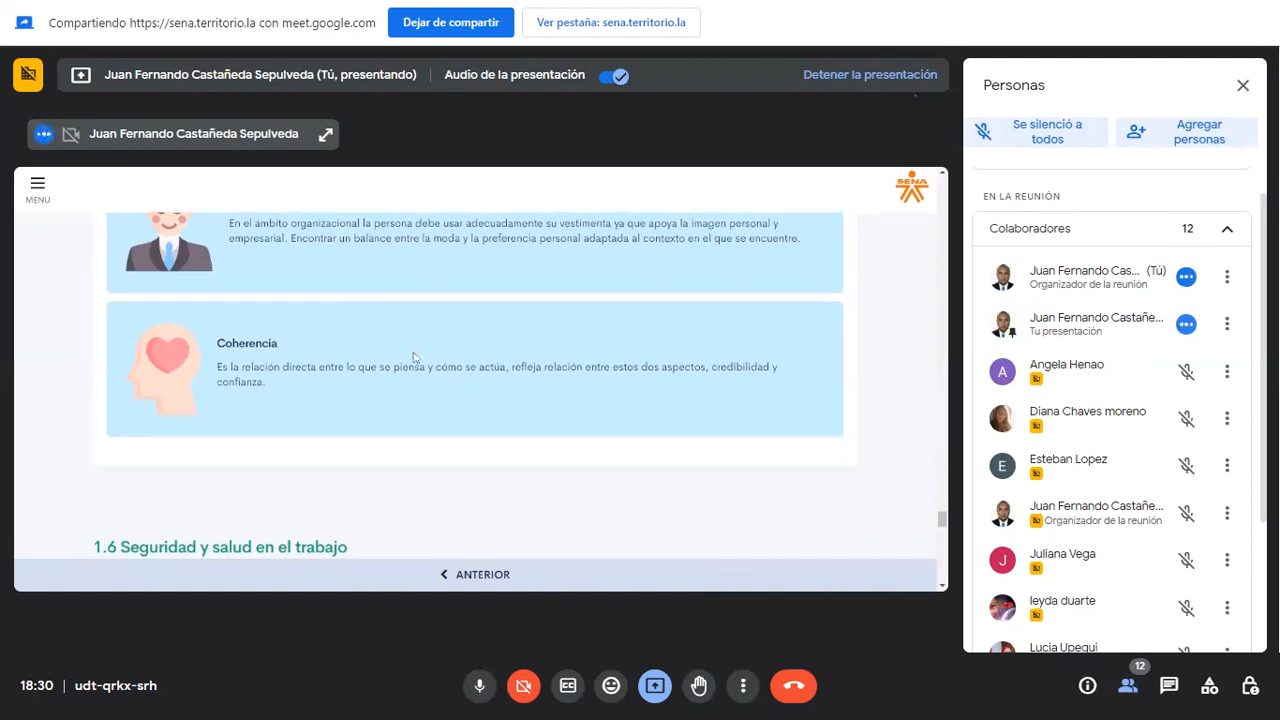 Compartiendo https://sena.territorio.la con meet.google.com
Dejar de compartir
Ver pestaña: sena.territorio.la
Juan Fernando Castañeda Sepulveda (Tú, presentando)
Audio de la presentación
Detener la presentación
Juan Fernando Castañeda Sepulveda
MENÚ
SENA
En el ámbito organizacional la persona debe usar adecuadamente su vestimenta ya que apoya la imagen personal y
empresarial. Encontrar un balance entre la moda y la preferencia personal adaptada al contexto en el que se encuentre.
Coherencia
Es la relación directa entre lo que se piensa y cómo se actúa, refleja relación entre estos dos aspectos, credibilidad y
confianza.
1.6 Seguridad y salud en el trabajo
ANTERIOR
Personas
Se silenció a
todos
Agregar
personas
EN LA REUNIÓN
Colaboradores 12
Juan Fernando Cas... (Tú)
Organizador de la reunión
Juan Fernando Castañe...
Tu presentación
A Angela Henao
Diana Chaves moreno
E Esteban Lopez
Juan Fernando Castañe...
Organizador de la reunión
J Juliana Vega
leyda duarte
Lucia Upegui
18:30 | udt-qrkx-srh
12